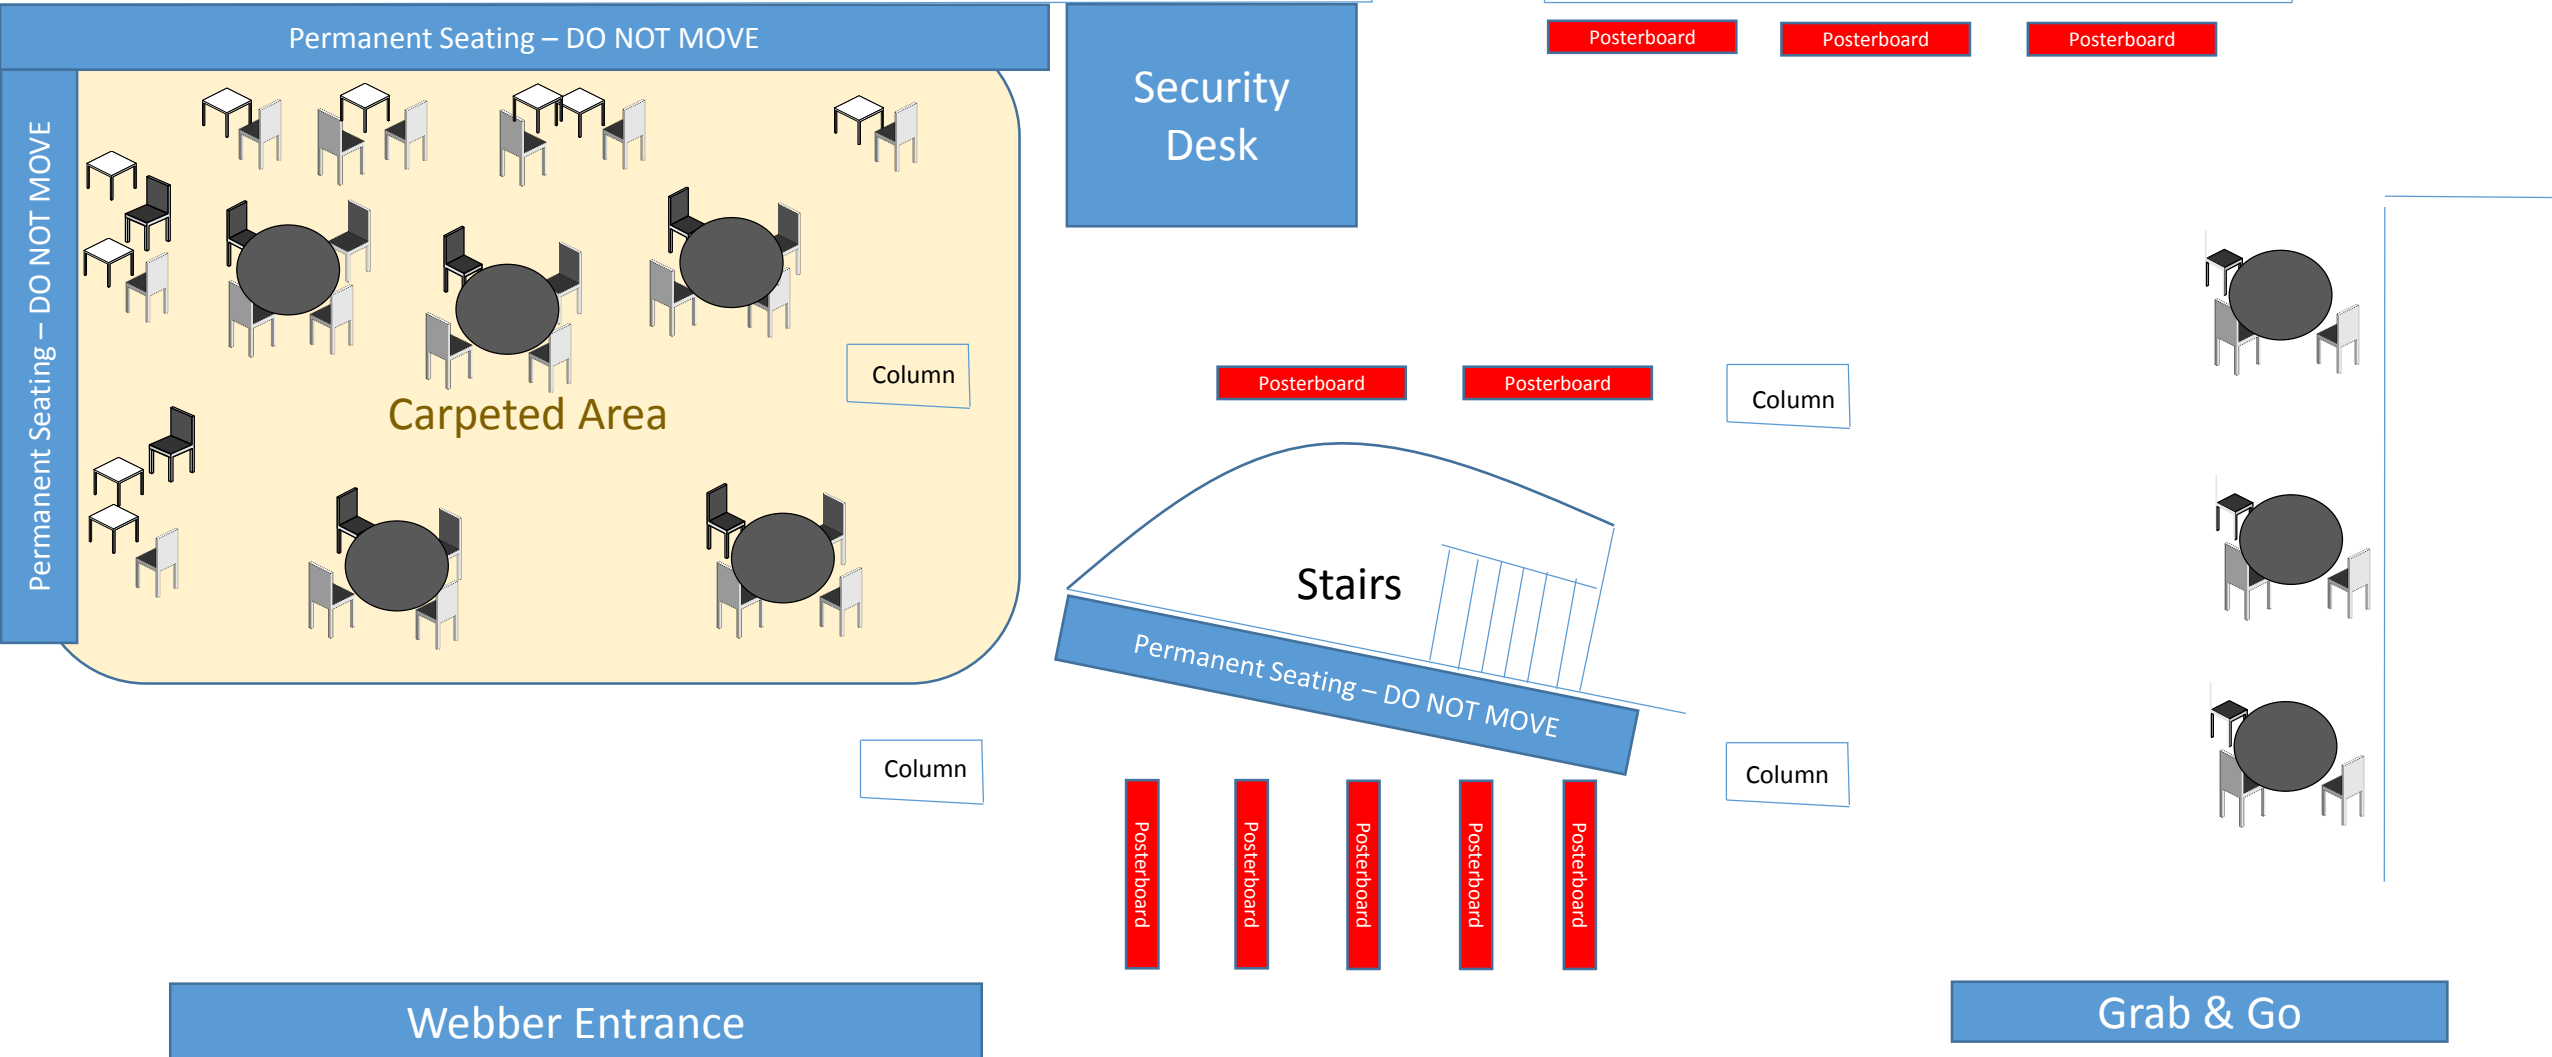 Permanent Seating – DO NOT MOVE
Security
Desk
Posterboard
Posterboard
Posterboard
Permanent Seating – DO NOT MOVE
Column
Carpeted Area
Posterboard
Posterboard
Column
Stairs
Permanent Seating – DO NOT MOVE
Column
Column
Posterboard
Posterboard
Posterboard
Posterboard
Posterboard
Webber Entrance
Grab & Go